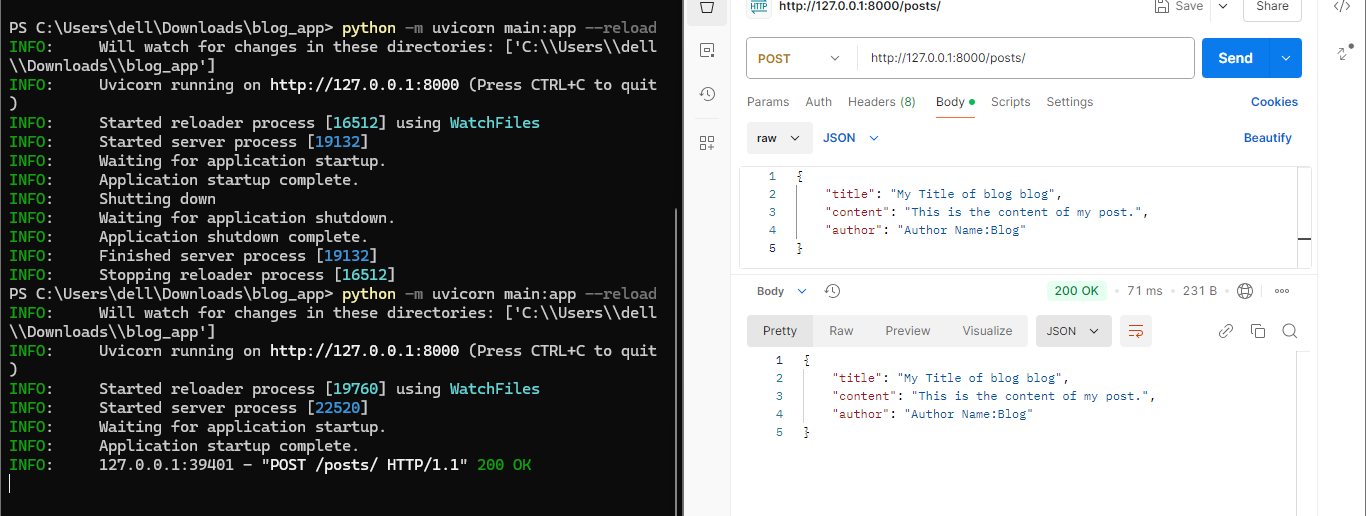 PS C:\Users\dell\Downloads\blog_app> python -m uvicorn main:app --reload
INFO:     Will watch for changes in these directories: ['C:\\Users\\dell
\\Downloads\\blog_app']
INFO:     Uvicorn running on http://127.0.0.1:8000 (Press CTRL+C to quit
)
INFO:     Started reloader process [16512] using WatchFiles
INFO:     Started server process [19132]
INFO:     Waiting for application startup.
INFO:     Application startup complete.
INFO:     Shutting down
INFO:     Waiting for application shutdown.
INFO:     Application shutdown complete.
INFO:     Finished server process [19132]
INFO:     Stopping reloader process [16512]
PS C:\Users\dell\Downloads\blog_app> python -m uvicorn main:app --reload
INFO:     Will watch for changes in these directories: ['C:\\Users\\dell
\\Downloads\\blog_app']
INFO:     Uvicorn running on http://127.0.0.1:8000 (Press CTRL+C to quit
)
INFO:     Started reloader process [19760] using WatchFiles
INFO:     Started server process [22520]
INFO:     Waiting for application startup.
INFO:     Application startup complete.
INFO:     127.0.0.1:39401 - "POST /posts/ HTTP/1.1" 200 OK
HTTP http://127.0.0.1:8000/posts/ Save Share
POST http://127.0.0.1:8000/posts/ Send
Params Auth Headers (8) Body Scripts Settings Cookies
raw JSON Beautify
1 {
2     "title": "My Title of blog blog",
3     "content": "This is the content of my post.",
4     "author": "Author Name:Blog"
5 }
Body 200 OK • 71 ms • 231 B
Pretty Raw Preview Visualize JSON
1 {
2     "title": "My Title of blog blog",
3     "content": "This is the content of my post.",
4     "author": "Author Name:Blog"
5 }